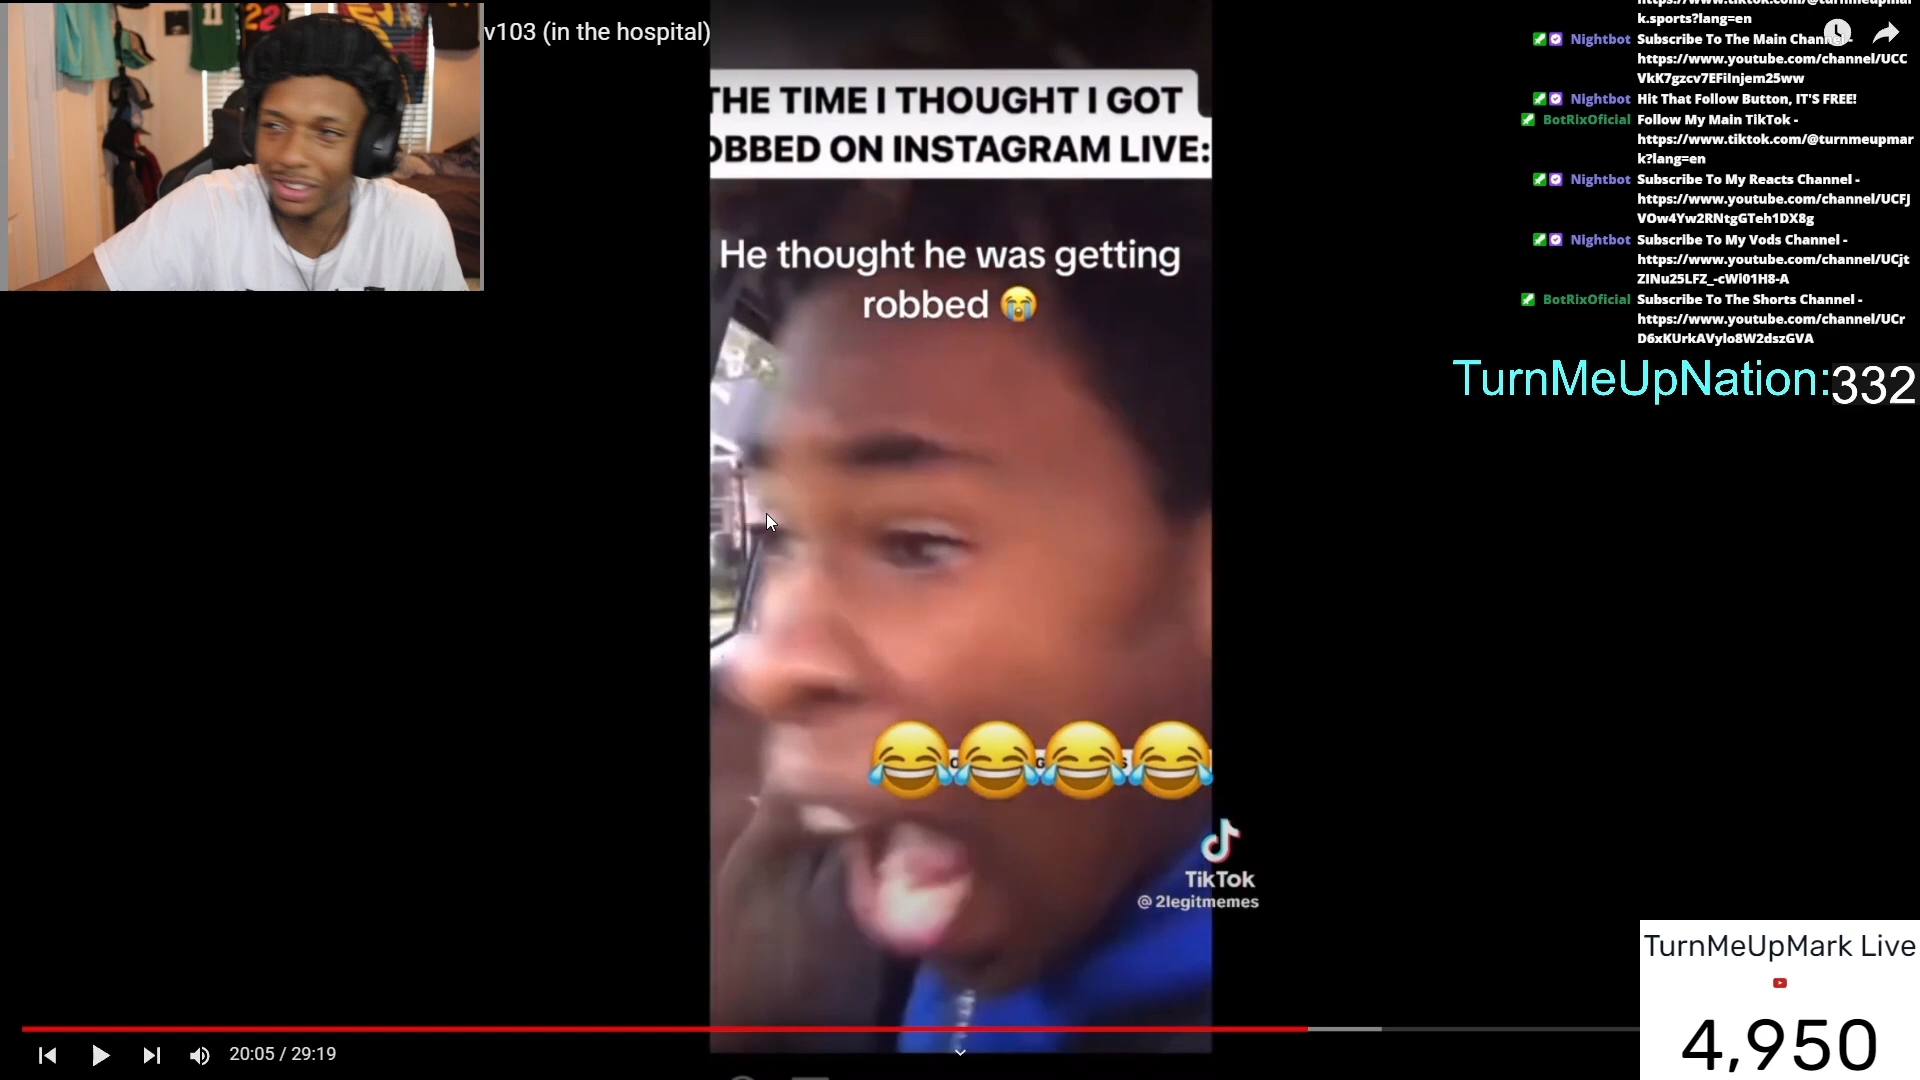 v103 (in the hospital)
THE TIME I THOUGHT I GOT
OBBED ON INSTAGRAM LIVE:
He thought he was getting
robbed 😭
😂😂😂😂
TikTok
@2legitmemes
20:05 / 29:19
k.sports?lang=en
Nightbot Subscribe To The Main Channel -
https://www.youtube.com/channel/UCC
VkK7gzcv7EFiInjem25ww
Nightbot Hit That Follow Button, IT'S FREE!
BotRixOficial Follow My Main TikTok -
https://www.tiktok.com/@turnmeupmar
k?lang=en
Nightbot Subscribe To My Reacts Channel -
https://www.youtube.com/channel/UCFJ
VOw4Yw2RNtgGTeh1DX8g
Nightbot Subscribe To My Vods Channel -
https://www.youtube.com/channel/UCjt
ZINu25LFZ_-cWi01H8-A
BotRixOficial Subscribe To The Shorts Channel -
https://www.youtube.com/channel/UCr
D6xKUrkAVylo8W2dszGVA
TurnMeUpNation:332
TurnMeUpMark Live
4,950